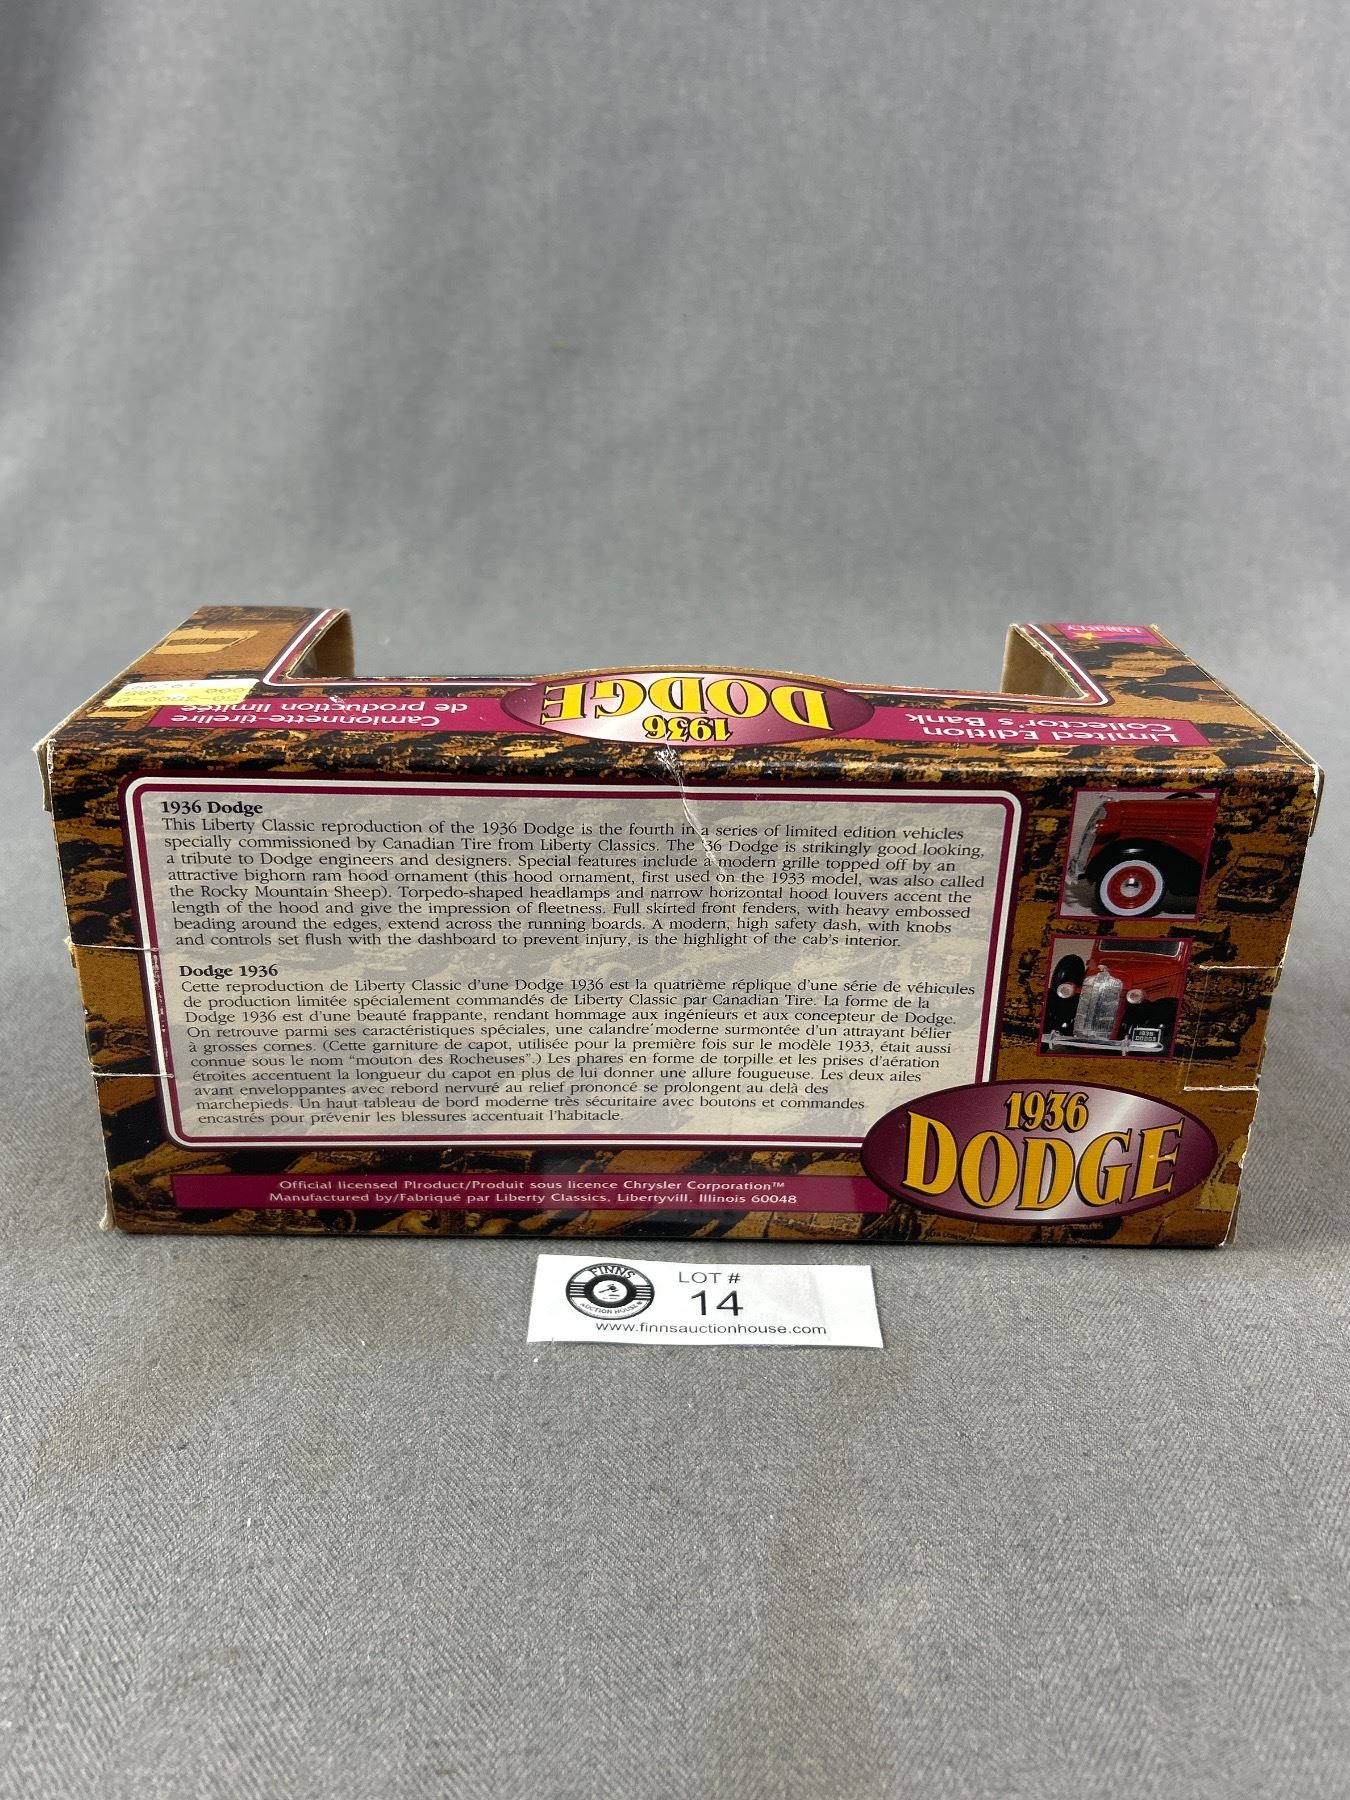 LIBERTY
Limited Edition
Collector's Bank
1936
DODGE
Camionnette-tirelire
de production limitée
1936 Dodge
This Liberty Classic reproduction of the 1936 Dodge is the fourth in a series of limited edition vehicles
specially commissioned by Canadian Tire from Liberty Classics. The '36 Dodge is strikingly good looking,
a tribute to Dodge engineers and designers. Special features include a modern grille topped off by an
attractive bighorn ram hood ornament (this hood ornament, first used on the 1933 model, was also called
the Rocky Mountain Sheep). Torpedo-shaped headlamps and narrow horizontal hood louvers accent the
length of the hood and give the impression of fleetness. Full skirted front fenders, with heavy embossed
beading around the edges, extend across the running boards. A modern, high safety dash, with knobs
and controls set flush with the dashboard to prevent injury, is the highlight of the cab's interior.
Dodge 1936
Cette reproduction de Liberty Classic d'une Dodge 1936 est la quatrième réplique d'une série de véhicules
de production limitée spécialement commandés de Liberty Classic par Canadian Tire. La forme de la
Dodge 1936 est d'une beauté frappante, rendant hommage aux ingénieurs et aux concepteur de Dodge.
On retrouve parmi ses caractéristiques spéciales, une calandre moderne surmontée d'un attrayant bélier
à grosses cornes. (Cette garniture de capot, utilisée pour la première fois sur le modèle 1933, était aussi
connue sous le nom "mouton des Rocheuses".) Les phares en forme de torpille et les prises d'aération
étroites accentuent la longueur du capot en plus de lui donner une allure fougueuse. Les deux ailes
avant enveloppantes avec rebord nervuré au relief prononcé se prolongent au delà des
marchepieds. Un haut tableau de bord moderne très sécuritaire avec boutons et commandes
encastrés pour prévenir les blessures accentuait l'habitacle.
1936
DODGE
1936
DODGE
Official licensed Plroduct/Produit sous licence Chrysler Corporation™
Manufactured by/Fabriqué par Liberty Classics, Libertyvill, Illinois 60048
FINNS
AUCTION HOUSE
LOT #
14
www.finnsauctionhouse.com